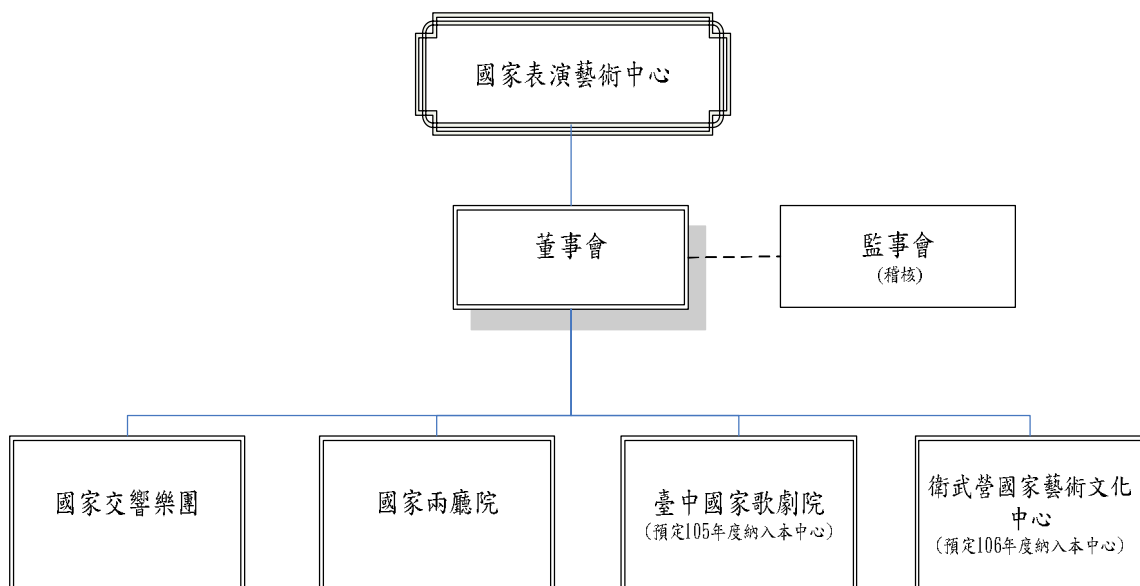 國家表演藝術中心
董事會
監事會
(稽核)
國家交響樂團
國家兩廳院
臺中國家歌劇院
(預定105年度納入本中心)
衛武營國家藝術文化
中心
(預定106年度納入本中心)